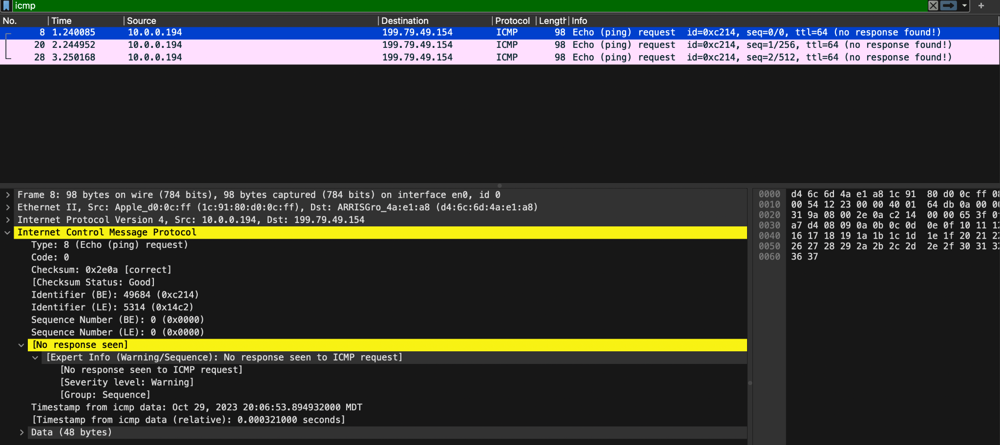 icmp
No. Time Source Destination Protocol Length Info
8 1.240085 10.0.0.194 199.79.49.154 ICMP 98 Echo (ping) request id=0xc214, seq=0/0, ttl=64 (no response found!)
20 2.244952 10.0.0.194 199.79.49.154 ICMP 98 Echo (ping) request id=0xc214, seq=1/256, ttl=64 (no response found!)
28 3.250168 10.0.0.194 199.79.49.154 ICMP 98 Echo (ping) request id=0xc214, seq=2/512, ttl=64 (no response found!)
Frame 8: 98 bytes on wire (784 bits), 98 bytes captured (784 bits) on interface en0, id 0
Ethernet II, Src: Apple_d0:0c:ff (1c:91:80:d0:0c:ff), Dst: ARRISGro_4a:e1:a8 (d4:6c:6d:4a:e1:a8)
Internet Protocol Version 4, Src: 10.0.0.194, Dst: 199.79.49.154
Internet Control Message Protocol
Type: 8 (Echo (ping) request)
Code: 0
Checksum: 0x2e0a [correct]
[Checksum Status: Good]
Identifier (BE): 49684 (0xc214)
Identifier (LE): 5314 (0x14c2)
Sequence Number (BE): 0 (0x0000)
Sequence Number (LE): 0 (0x0000)
[No response seen]
[Expert Info (Warning/Sequence): No response seen to ICMP request]
[No response seen to ICMP request]
[Severity level: Warning]
[Group: Sequence]
Timestamp from icmp data: Oct 29, 2023 20:06:53.894932000 MDT
[Timestamp from icmp data (relative): 0.000321000 seconds]
Data (48 bytes)
0000 d4 6c 6d 4a e1 a8 1c 91 80 d0 0c ff
0010 00 54 12 23 00 00 40 01 64 db 0a 00 00
0020 31 9a 08 00 2e 0a c2 14 00 00 65 3f
0030 a7 d4 08 09 0a 0b 0c 0d 0e 0f 10 11
0040 16 17 18 19 1a 1b 1c 1d 1e 1f 20 21
0050 26 27 28 29 2a 2b 2c 2d 2e 2f 30 31
0060 36 37